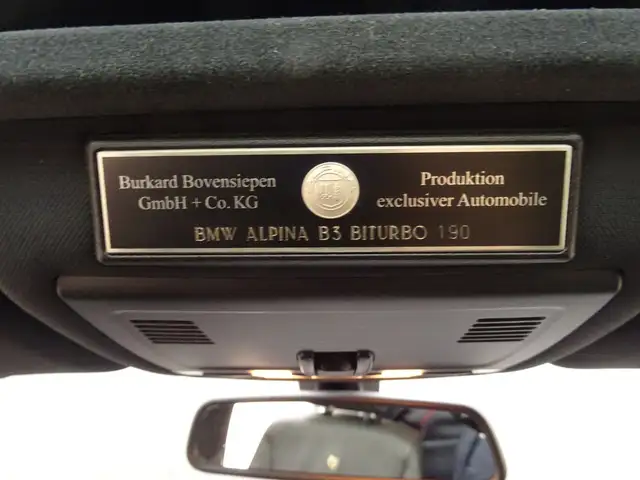 Burkard Bovensiepen
GmbH + Co. KG
Produktion
exclusiver Automobile
BMW ALPINA B3 BITURBO 190